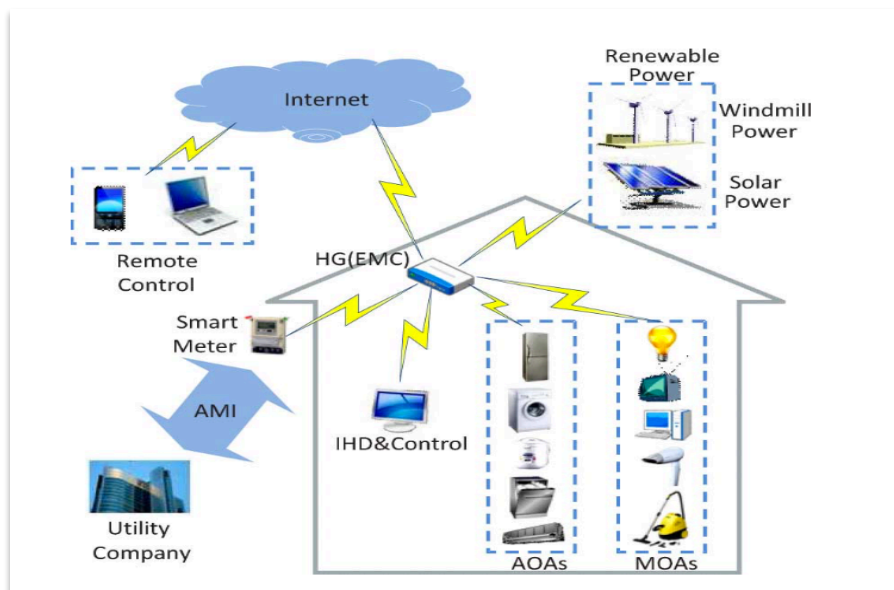 Renewable
Power
Internet
Windmill
Power
Solar
Power
Remote
Control
HG(EMC)
Smart
Meter
AMI
IHD&Control
Utility
Company
AOAs
MOAs